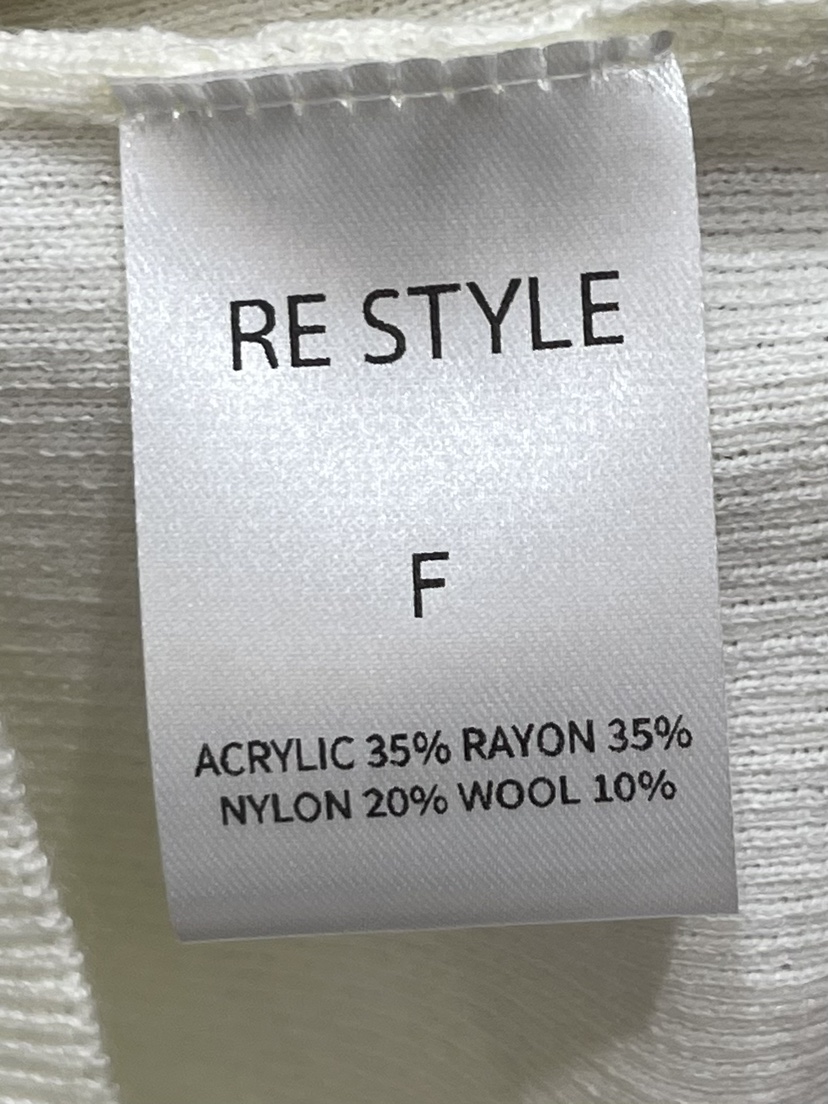 RE STYLE
F
ACRYLIC 35% RAYON 35%
NYLON 20% WOOL 10%